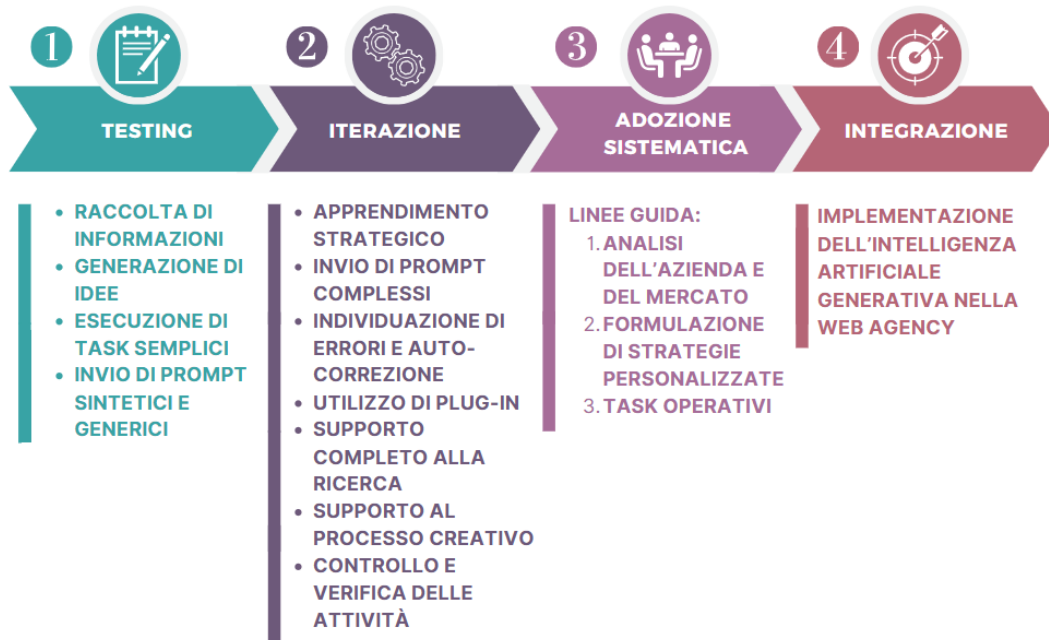 1
TESTING
• RACCOLTA DI
INFORMAZIONI
• GENERAZIONE DI
IDEE
• ESECUZIONE DI
TASK SEMPLICI
• INVIO DI PROMPT
SINTETICI E
GENERICI
2
ITERAZIONE
• APPRENDIMENTO
STRATEGICO
• INVIO DI PROMPT
COMPLESSI
• INDIVIDUAZIONE DI
ERRORI E AUTO-
CORREZIONE
• UTILIZZO DI PLUG-IN
• SUPPORTO
COMPLETO ALLA
RICERCA
• SUPPORTO AL
PROCESSO CREATIVO
• CONTROLLO E
VERIFICA DELLE
ATTIVITÀ
3
ADOZIONE
SISTEMATICA
LINEE GUIDA:
1. ANALISI
DELL’AZIENDA E
DEL MERCATO
2. FORMULAZIONE
DI STRATEGIE
PERSONALIZZATE
3. TASK OPERATIVI
4
INTEGRAZIONE
IMPLEMENTAZIONE
DELL’INTELLIGENZA
ARTIFICIALE
GENERATIVA NELLA
WEB AGENCY